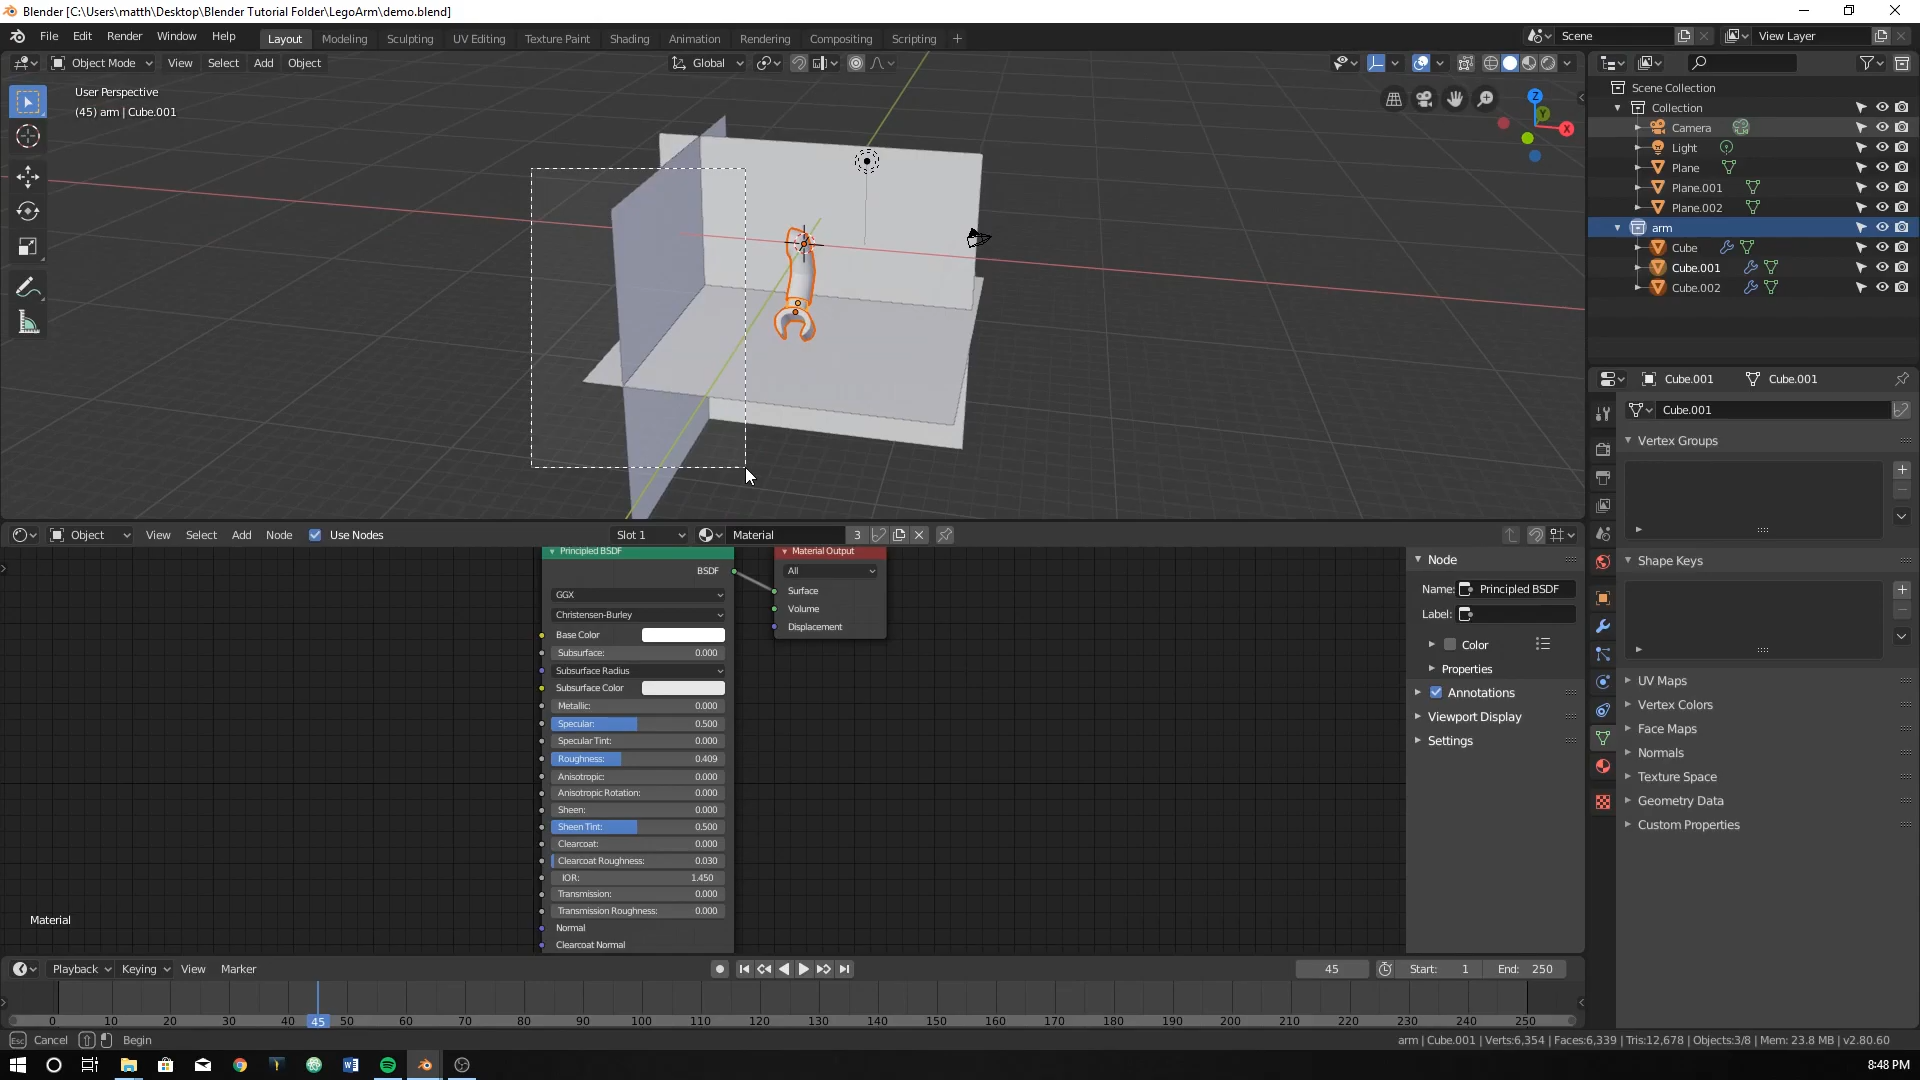 Blender [C:\Users\matth\Desktop\Blender Tutorial Folder\LegoArm\demo.blend]
File Edit Render Window Help Layout Modeling Sculpting UV Editing Texture Paint Shading Animation Rendering Compositing Scripting + Scene View Layer
Object Mode View Select Add Object Global
User Perspective
(45) arm | Cube.001
Z
Y
X
Scene Collection
Collection
Camera
Light
Plane
Plane.001
Plane.002
arm
Cube
Cube.001
Cube.002
Cube.001 Cube.001
Cube.001
Vertex Groups
Shape Keys
UV Maps
Vertex Colors
Face Maps
Normals
Texture Space
Geometry Data
Custom Properties
Object View Select Add Node Use Nodes Slot 1 Material 3
Principled BSDF
BSDF
GGX
Christensen-Burley
Base Color
Subsurface: 0.000
Subsurface Radius
Subsurface Color
Metallic: 0.000
Specular: 0.500
Specular Tint: 0.000
Roughness: 0.409
Anisotropic: 0.000
Anisotropic Rotation: 0.000
Sheen: 0.000
Sheen Tint: 0.500
Clearcoat: 0.000
Clearcoat Roughness: 0.030
IOR: 1.450
Transmission: 0.000
Transmission Roughness: 0.000
Normal
Clearcoat Normal
Material Output
All
Surface
Volume
Displacement
Node
Name: Principled BSDF
Label:
Color
Properties
Annotations
Viewport Display
Settings
Material
Playback Keying View Marker 45 Start: 1 End: 250
0 10 20 30 40 45 50 60 70 80 90 100 110 120 130 140 150 160 170 180 190 200 210 220 230 240 250
Esc Cancel Begin arm | Cube.001 | Verts:6,354 | Faces:6,339 | Tris:12,678 | Objects:3/8 | Mem: 23.8 MB | v2.80.60
8:48 PM